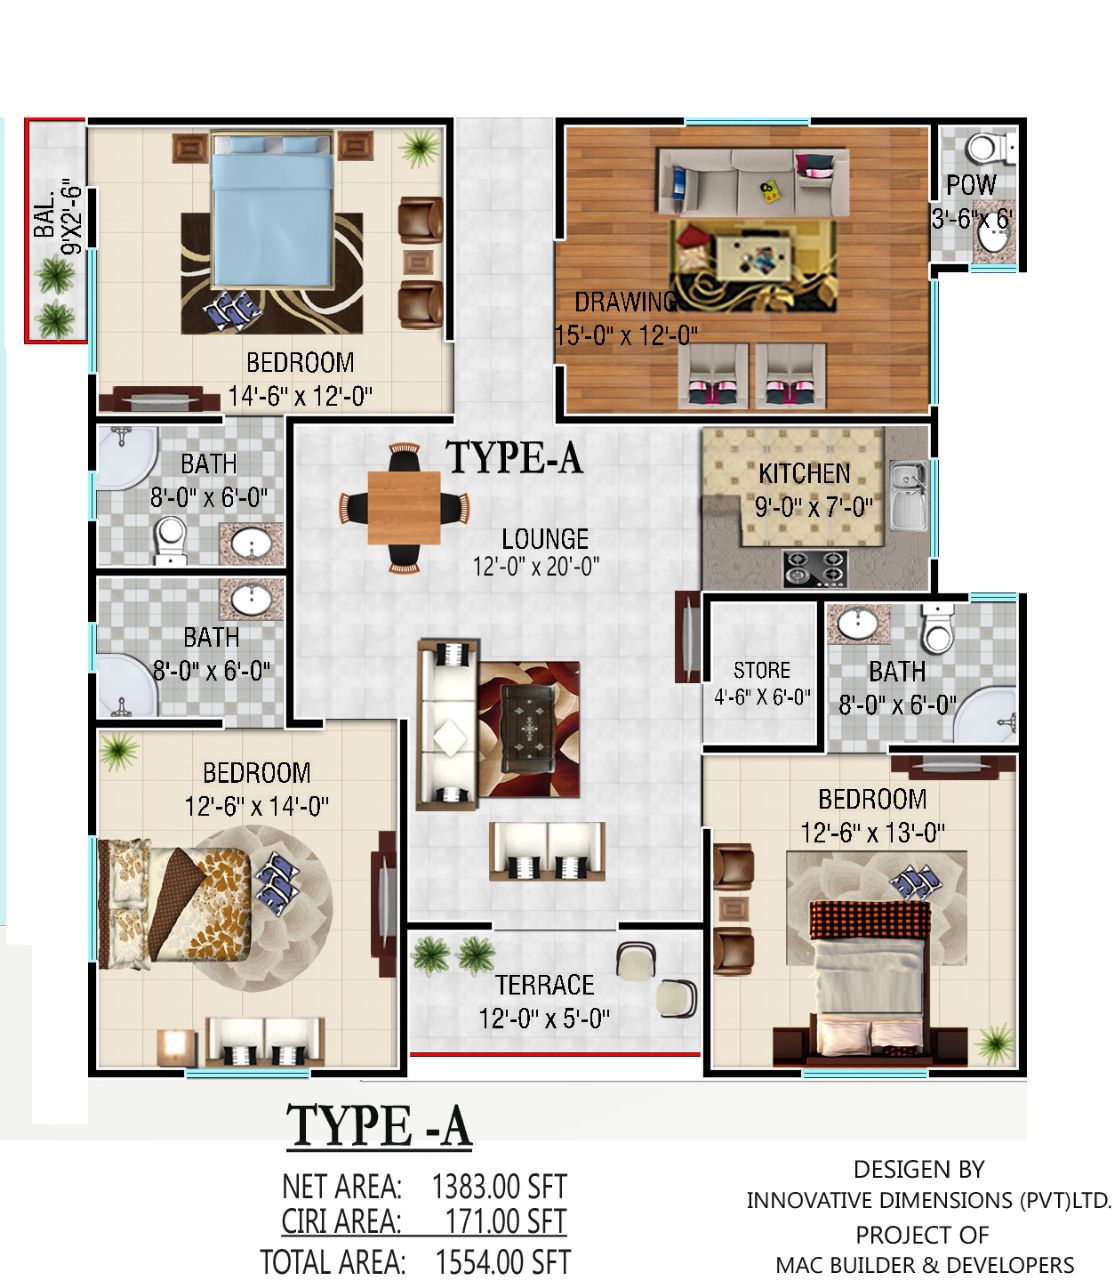 BAL.
9'X2'-6"
BEDROOM
14'-6" x 12'-0"
DRAWING
15'-0" x 12'-0"
POW
3'-6"x 6'
BATH
8'-0" x 6'-0"
TYPE-A
LOUNGE
12'-0" x 20'-0"
KITCHEN
9'-0" x 7'-0"
BATH
8'-0" x 6'-0"
STORE
4'-6" X 6'-0"
BATH
8'-0" x 6'-0"
BEDROOM
12'-6" x 14'-0"
BEDROOM
12'-6" x 13'-0"
TERRACE
12'-0" x 5'-0"
TYPE -A
NET AREA: 1383.00 SFT
CIRI AREA: 171.00 SFT
TOTAL AREA: 1554.00 SFT
DESIGEN BY
INNOVATIVE DIMENSIONS (PVT)LTD.
PROJECT OF
MAC BUILDER & DEVELOPERS